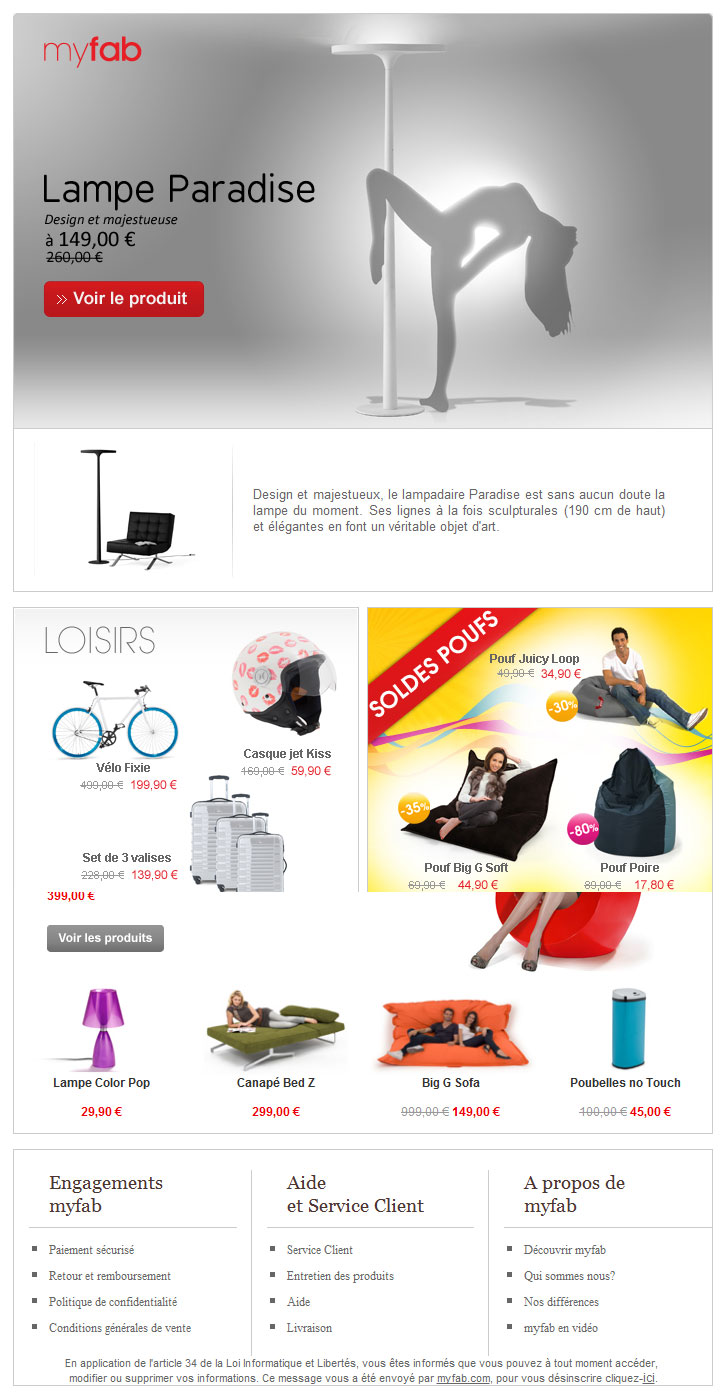 myfab
Lampe Paradise
Design et majestueuse
à 149,00 €
260,00 €
Voir le produit
Design et majestueux, le lampadaire Paradise est sans aucun doute la
lampe du moment. Ses lignes à la fois sculpturales (190 cm de haut)
et élégantes en font un véritable objet d'art.
LOISIRS
Vélo Fixie
499,00 € 199,90 €
Casque jet Kiss
169,00 € 59,90 €
Set de 3 valises
228,00 € 139,90 €
SOLDES POUFS
Pouf Juicy Loop
49,90 € 34,90 €
-30%
-35%
Pouf Big G Soft
69,90 € 44,90 €
-80%
Pouf Poire
89,00 € 17,80 €
399,00 €
Voir les produits
Lampe Color Pop
29,90 €
Canapé Bed Z
299,00 €
Big G Sofa
999,00 € 149,00 €
Poubelles no Touch
100,00 € 45,00 €
Engagements
myfab
Paiement sécurisé
Retour et remboursement
Politique de confidentialité
Conditions générales de vente
Aide
et Service Client
Service Client
Entretien des produits
Aide
Livraison
A propos de
myfab
Découvrir myfab
Qui sommes nous?
Nos différences
myfab en vidéo
En application de l'article 34 de la Loi Informatique et Libertés, vous êtes informés que vous pouvez à tout moment accéder,
modifier ou supprimer vos informations. Ce message vous a été envoyé par myfab.com, pour vous désinscrire cliquez-ici.